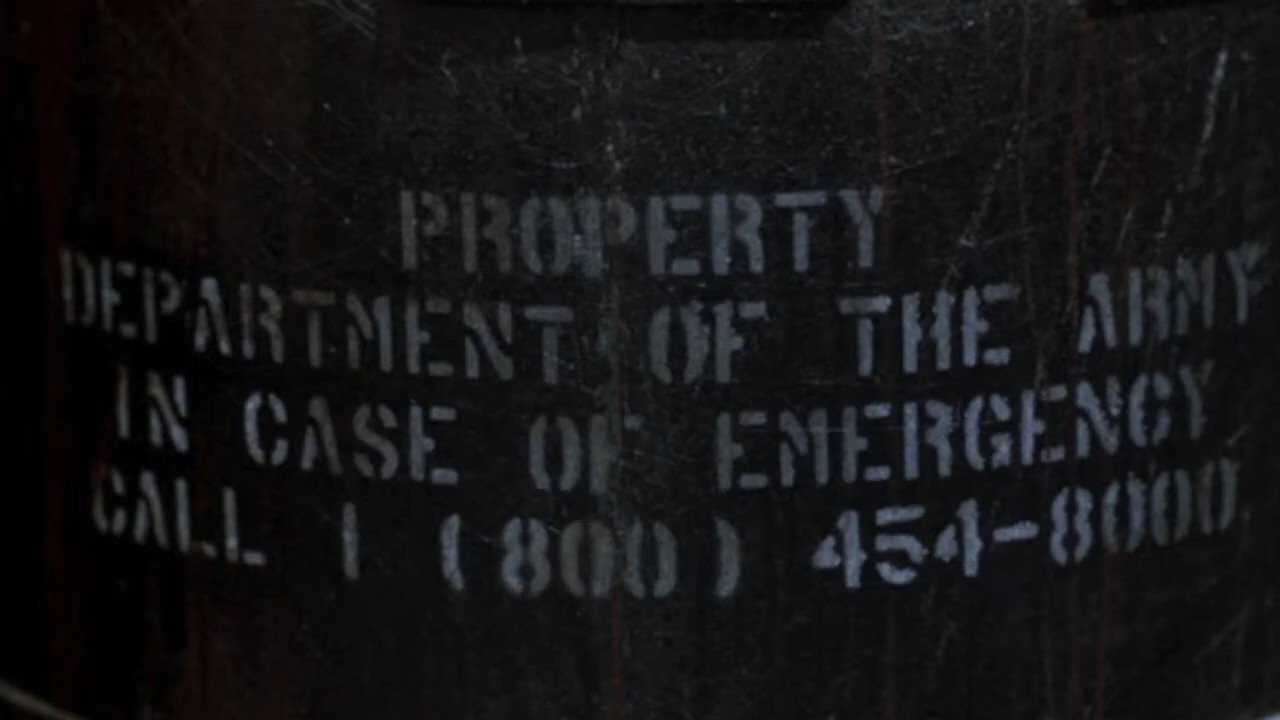 PROPERTY
DEPARTMENT OF THE ARMY
IN CASE OF EMERGENCY
CALL 1 (800) 454-8000